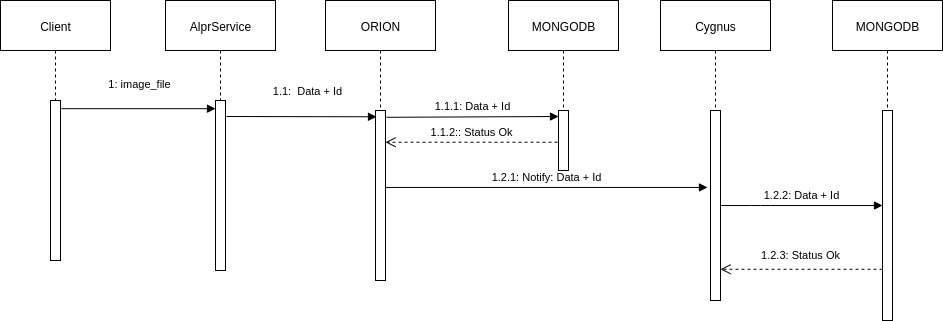 Client
AlprService
ORION
MONGODB
Cygnus
MONGODB
1: image_file
1.1:  Data + Id
1.1.1: Data + Id
1.1.2:: Status Ok
1.2.1: Notify: Data + Id
1.2.2: Data + Id
1.2.3: Status Ok